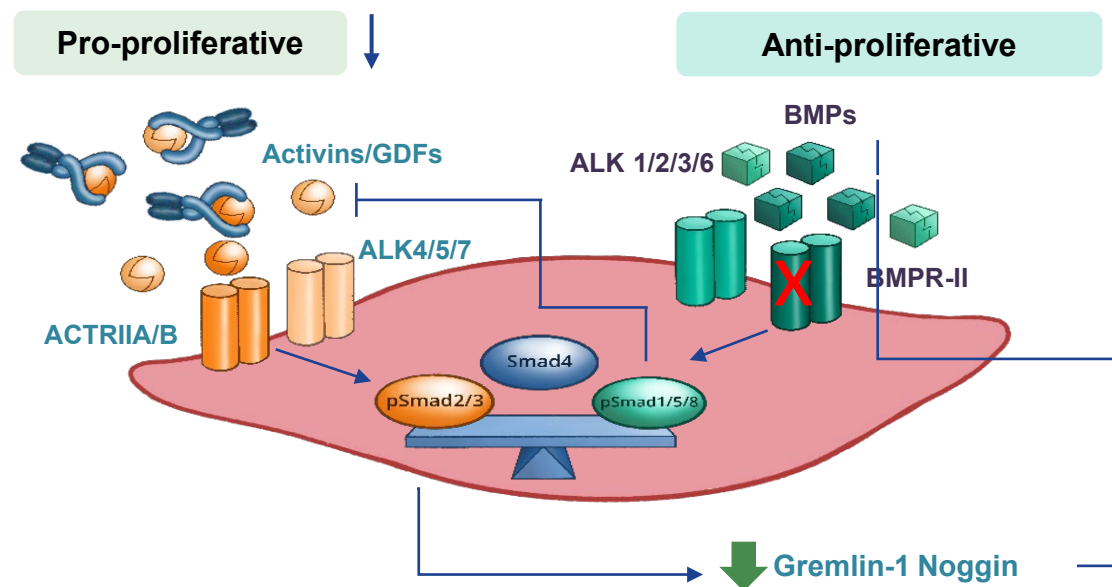 Pro-proliferative
Anti-proliferative
BMPs
Activins/GDFs
ALK 1/2/3/6
ALK4/5/7
BMPR-II
X
ACTRIIA/B
Smad4
pSmad2/3
pSmad1/5/8
Gremlin-1 Noggin